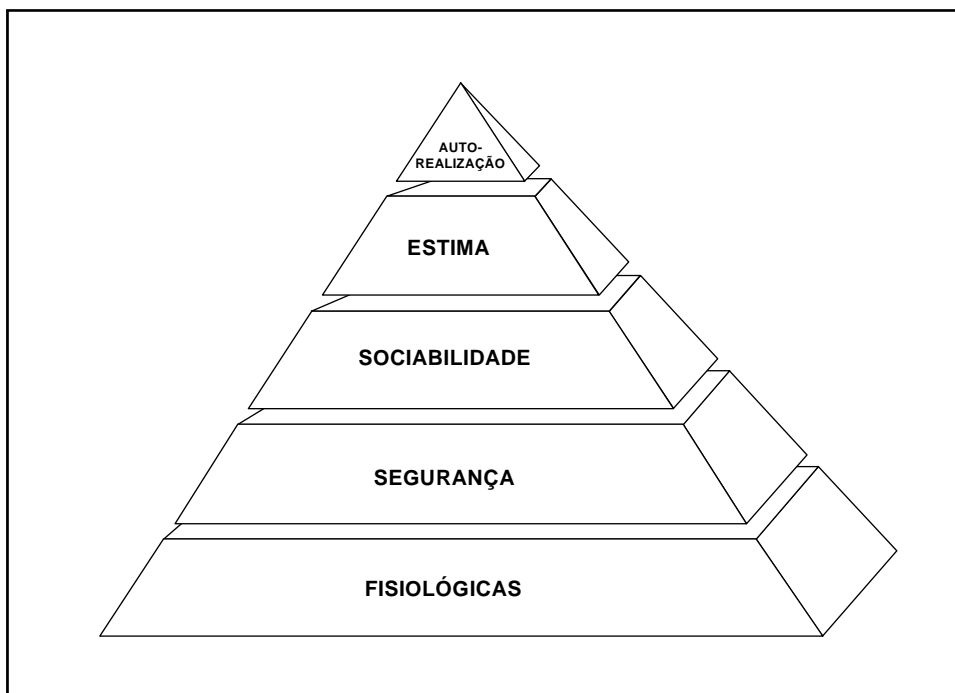 AUTO-
REALIZAÇÃO
ESTIMA
SOCIABILIDADE
SEGURANÇA
FISIOLÓGICAS